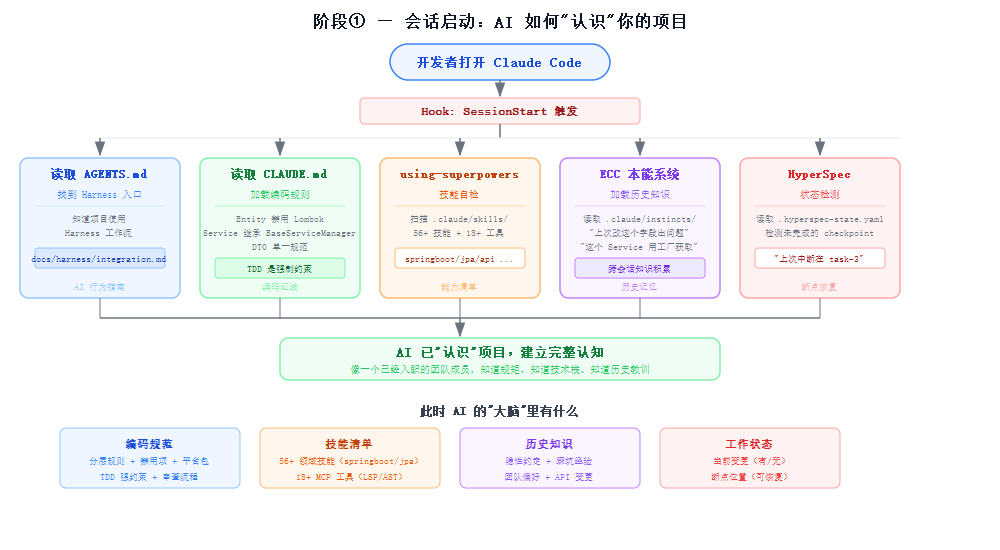 阶段① — 会话启动：AI 如何"认识"你的项目
开发者打开 Claude Code
Hook: SessionStart 触发
读取 AGENTS.md
找到 Harness 入口
知道项目使用
Harness 工作流
docs/harness/integration.md
AI 行为指南
读取 CLAUDE.md
加载编码规则
Entity 禁用 Lombok
Service 继承 BaseServiceManager
DTO 单一规范
TDD 是强制约束
编码红线
using-superpowers
技能自检
扫描 .claude/skills/
56+ 技能 + 18+ 工具
springboot/jpa/api ...
能力清单
ECC 本能系统
加载历史知识
读取 .claude/instincts/
"上次改这个字段出问题"
"这个 Service 用工厂获取"
跨会话知识积累
历史记忆
HyperSpec
状态检测
读取 .hyperspec-state.yaml
检测未完成的 checkpoint
"上次中断在 task-3"
断点恢复
AI 已"认识"项目，建立完整认知
像一个已经入职的团队成员，知道规矩、知道技术栈、知道历史教训
此时 AI 的"大脑"里有什么
编码规范
分层规则 + 禁用项 + 平台包
TDD 强约束 + 审查流程
技能清单
56+ 领域技能（springboot/jpa）
18+ MCP 工具（LSP/AST）
历史知识
隐性约定 + 踩坑经验
团队偏好 + API 变更
工作状态
当前变更（有/无）
断点位置（可恢复）